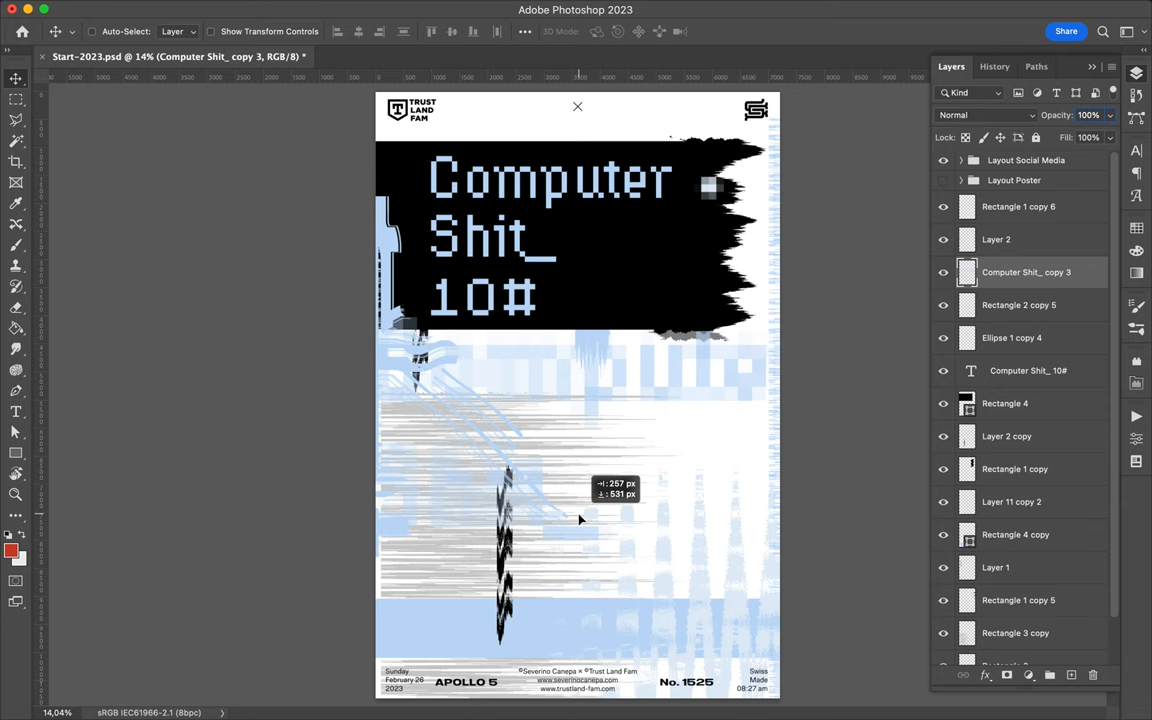 Adobe Photoshop 2023
Auto-Select: Layer Show Transform Controls 3D Mode: Share
Start-2023.psd @ 14% (Computer Shit_ copy 3, RGB/8) *
TRUST
LAND
FAM
Computer
Shit_
10#
→: 257 px
↓: 531 px
Sunday
February 26
2023
APOLLO 5
©Severino Canepa × ©Trust Land Fam
www.severinocanepa.com
www.trustland-fam.com
No. 1525
Swiss
Made
08:27 am
Layers History Paths
Kind
Normal Opacity: 100%
Lock: Fill: 100%
Layout Social Media
Layout Poster
Rectangle 1 copy 6
Layer 2
Computer Shit_ copy 3
Rectangle 2 copy 5
Ellipse 1 copy 4
Computer Shit_ 10#
Rectangle 4
Layer 2 copy
Rectangle 1 copy
Layer 11 copy 2
Rectangle 4 copy
Layer 1
Rectangle 1 copy 5
Rectangle 3 copy
14,04% sRGB IEC61966-2.1 (8bpc)